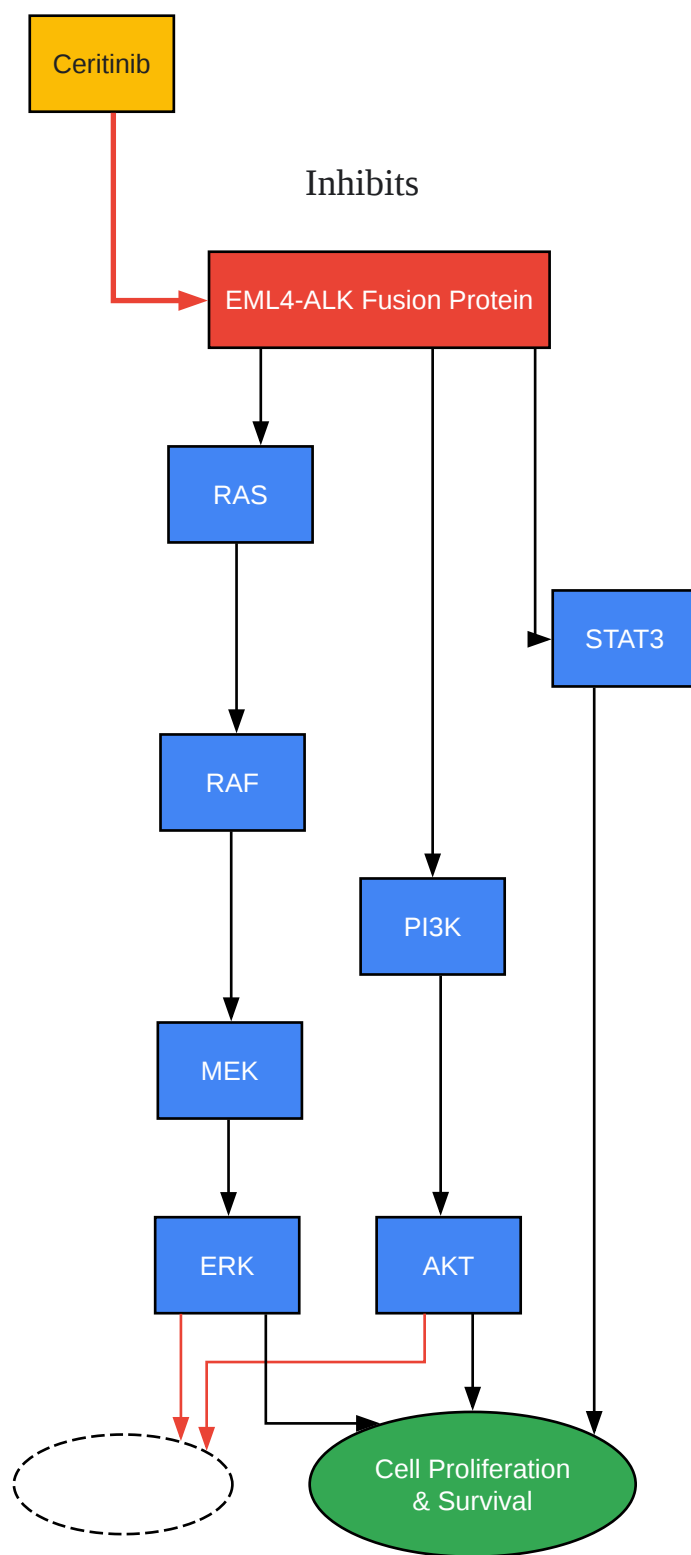 Ceritinib
Inhibits
EML4-ALK Fusion Protein
RAS
STAT3
RAF
PI3K
MEK
ERK
AKT
Cell Proliferation
& Survival